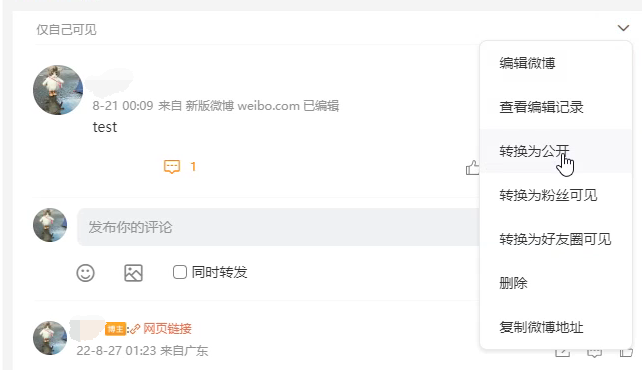 仅自己可见
8-21 00:09 来自 新版微博 weibo.com 已编辑
test
1
发布你的评论
同时转发
博主:网页链接
22-8-27 01:23 来自广东
编辑微博
查看编辑记录
转换为公开
转换为粉丝可见
转换为好友圈可见
删除
复制微博地址